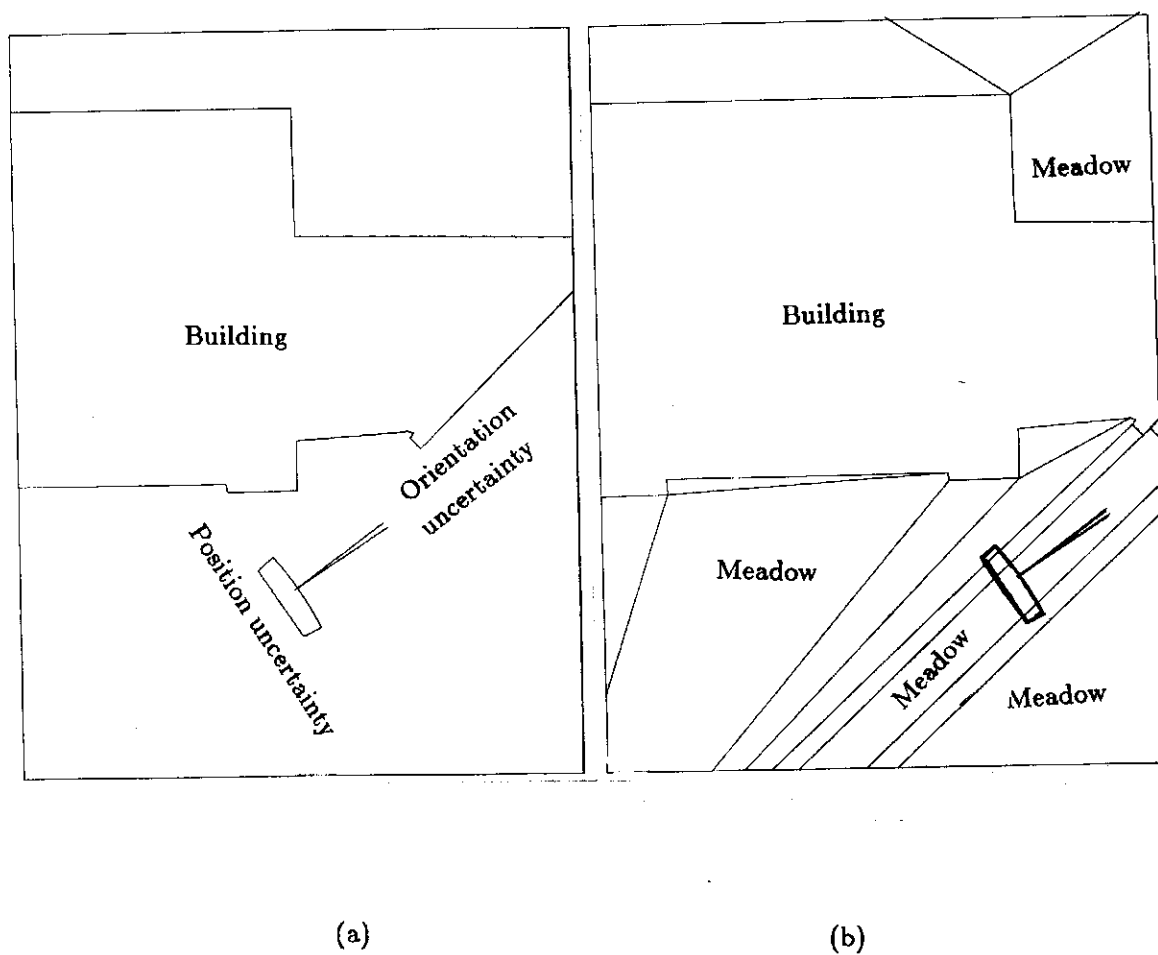 Building
Orientation
uncertainty
Position uncertainty
(a)
Meadow
Building
Meadow
Meadow
Meadow
(b)